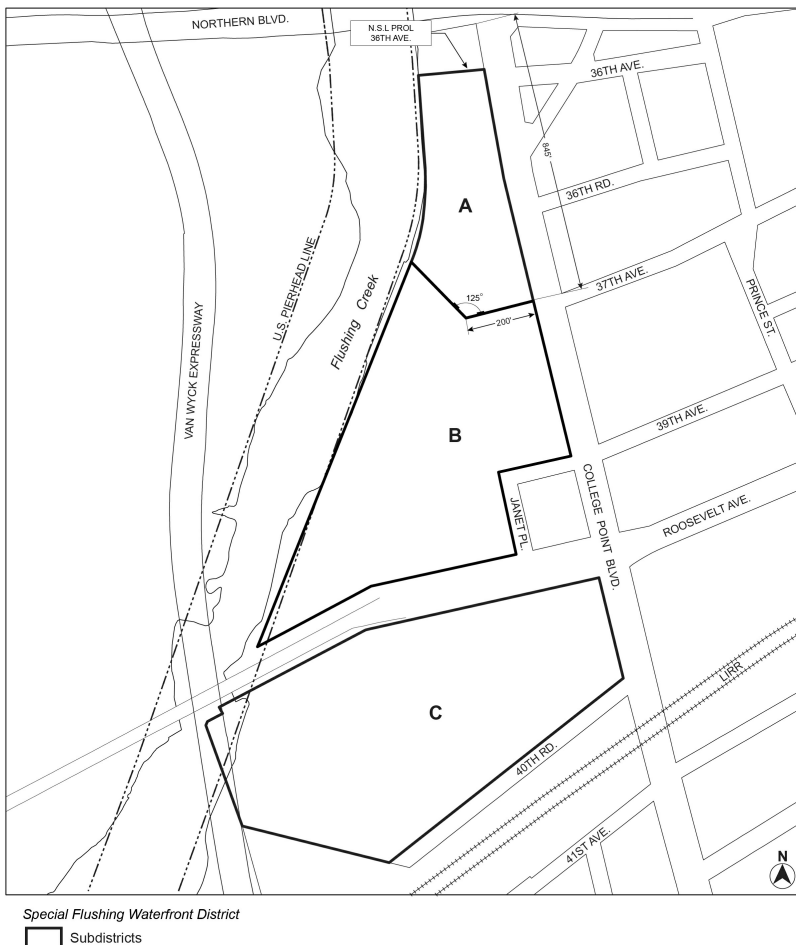 NORTHERN BLVD.
N.S.L PROL
36TH AVE.
36TH AVE.
845'
36TH RD.
A
U.S. PIERHEAD LINE
Flushing Creek
125°
200'
37TH AVE.
PRINCE ST.
VAN WYCK EXPRESSWAY
B
39TH AVE.
JANET PL.
COLLEGE POINT BLVD.
ROOSEVELT AVE.
LIRR
C
40TH RD.
41ST AVE.
N
Special Flushing Waterfront District
Subdistricts